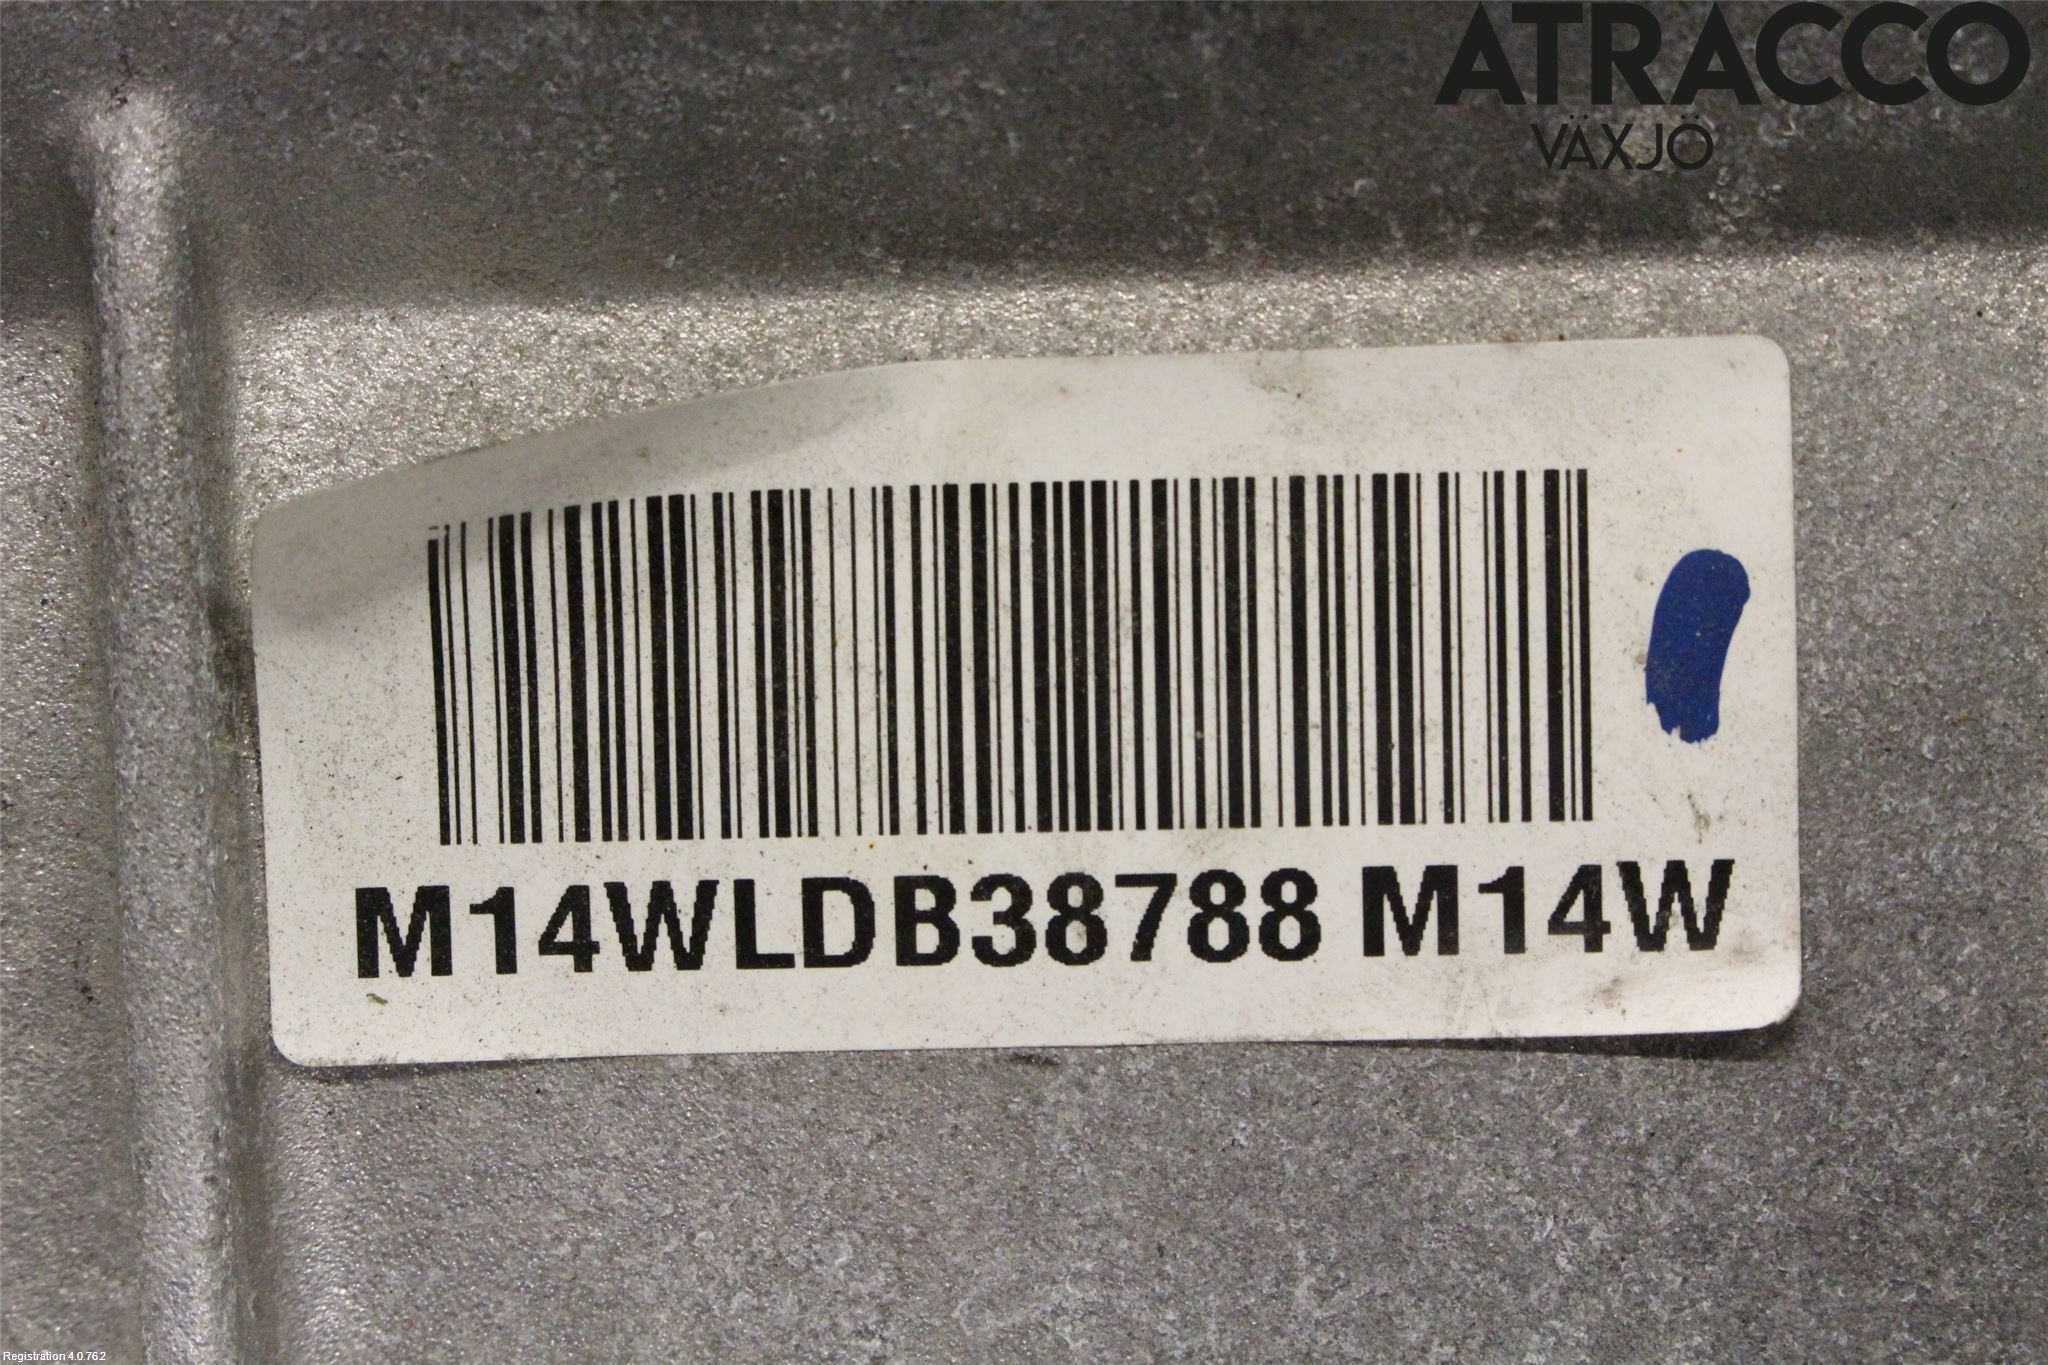 ATRACCO
VÄXJÖ
M14WLDB38788 M14W
Registration 4.0.762